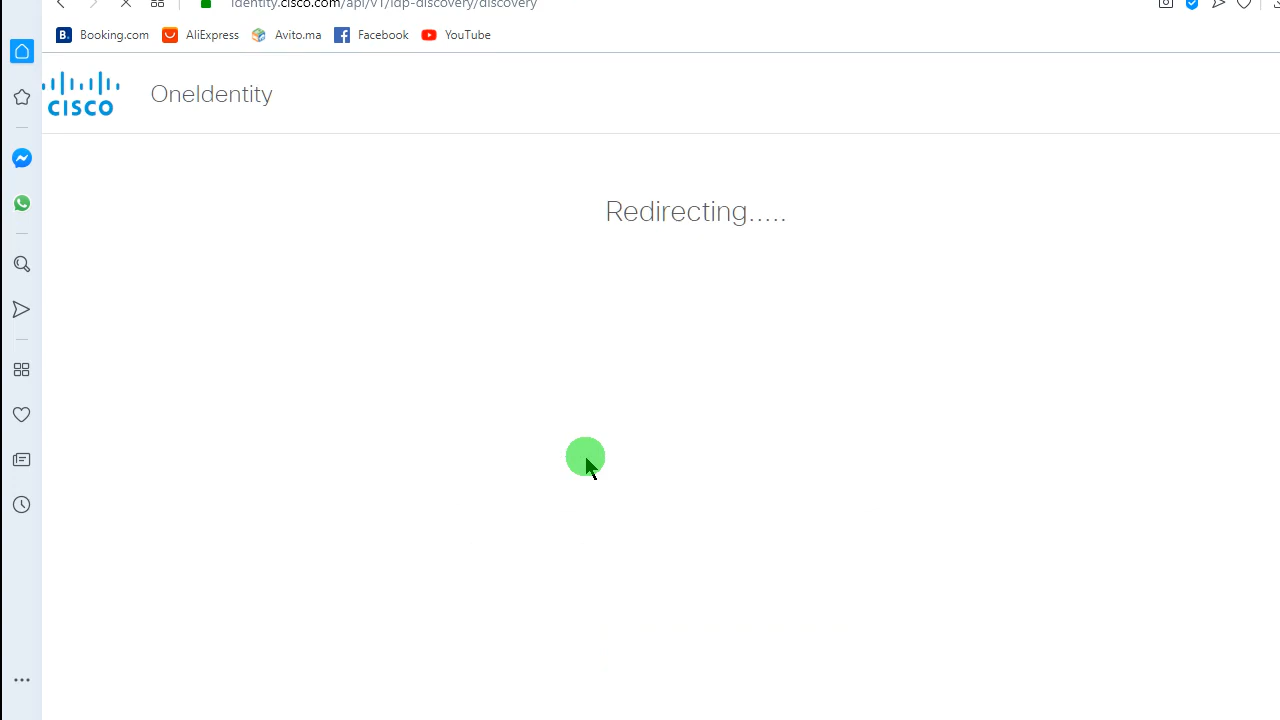 identity.cisco.com/api/v1/idp-discovery/discovery
B. Booking.com AliExpress Avito.ma Facebook YouTube
CISCO OneIdentity
Redirecting.....